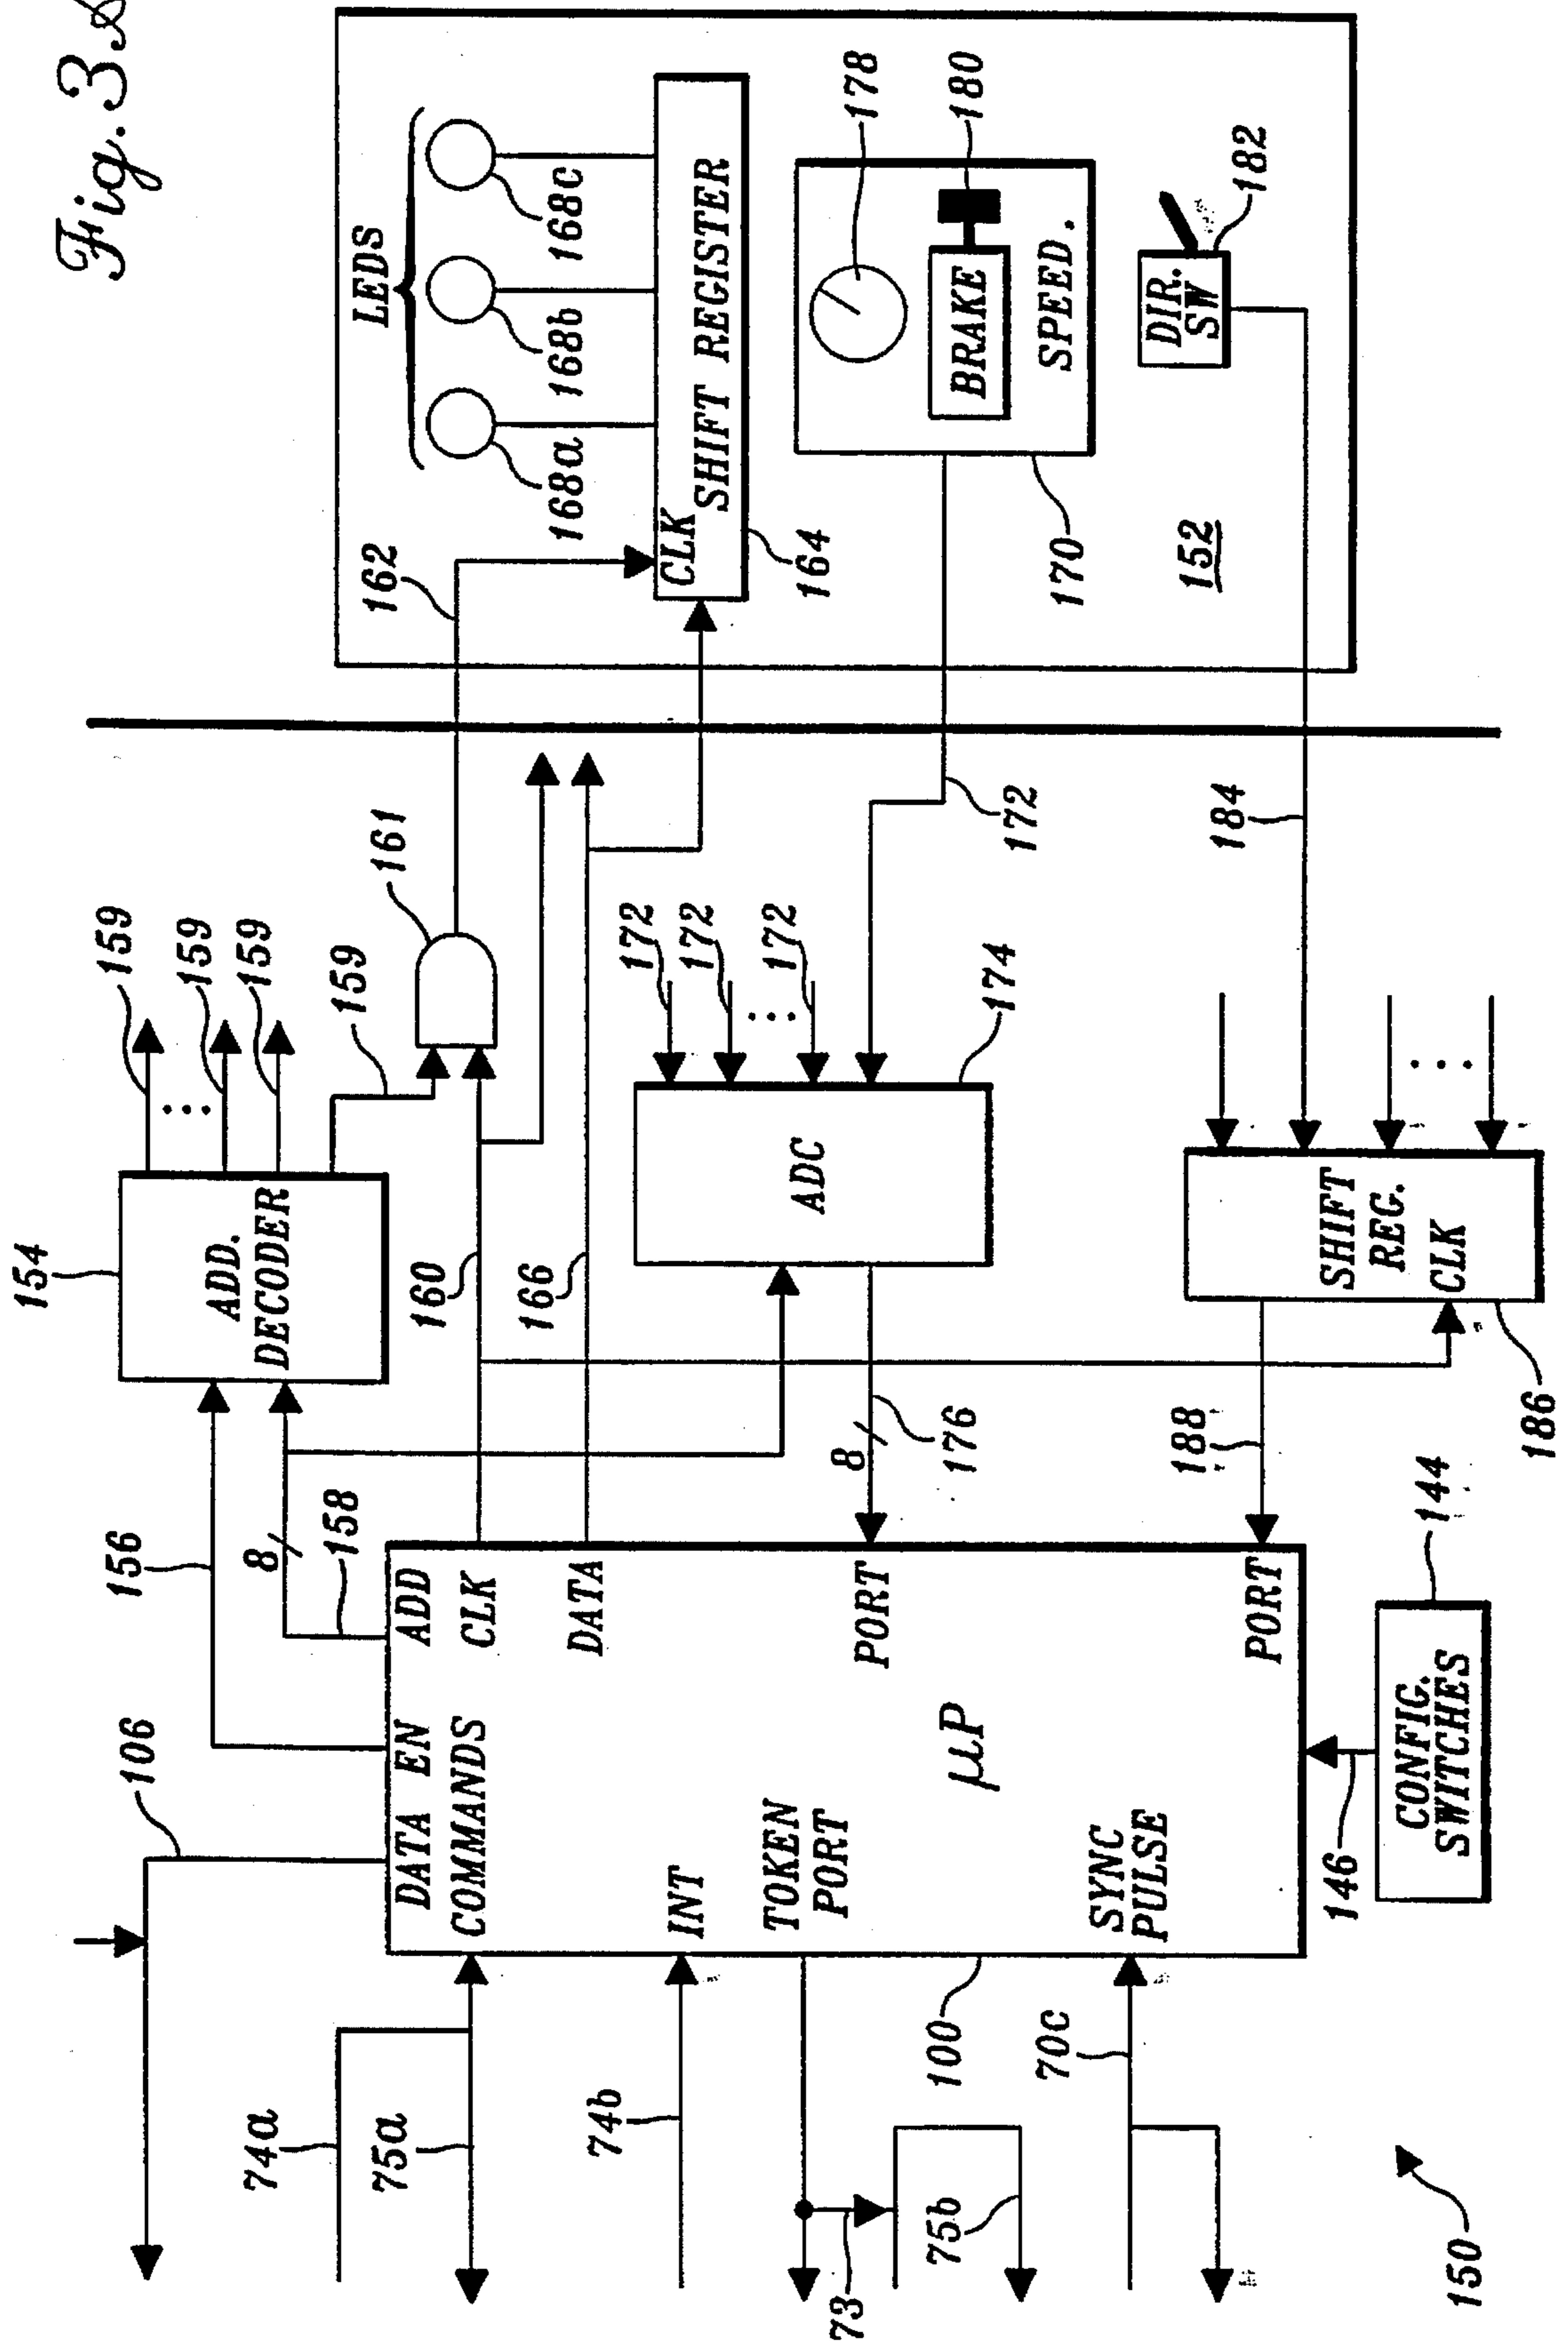 Fig. 3
LEDS
168a
168b
168c
162
CLK
SHIFT REGISTER
164
178
180
BRAKE
SPEED.
170
152
DIR.
SW
182
159
159
159
159
161
154
ADD.
DECODER
160
166
172
172
172
172
174
ADC
184
SHIFT
REG.
CLK
186
188
176
8
156
8
158
106
DATA EN
ADD
COMMANDS
CLK
DATA
INT
TOKEN
PORT
PORT
PORT
SYNC
PULSE
µP
100
144
CONFIG.
SWITCHES
146
74a
75a
74b
73
75b
70c
150